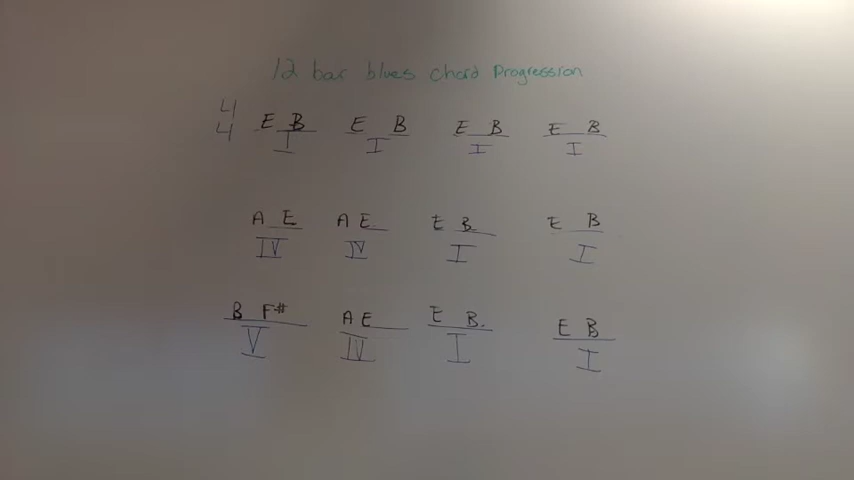 12 bar blues chord Progression
4 E B E B E B E B
4 I I I I
A E A E E B E B
IV IV I I
B F# A E E B. E B
V IV I I